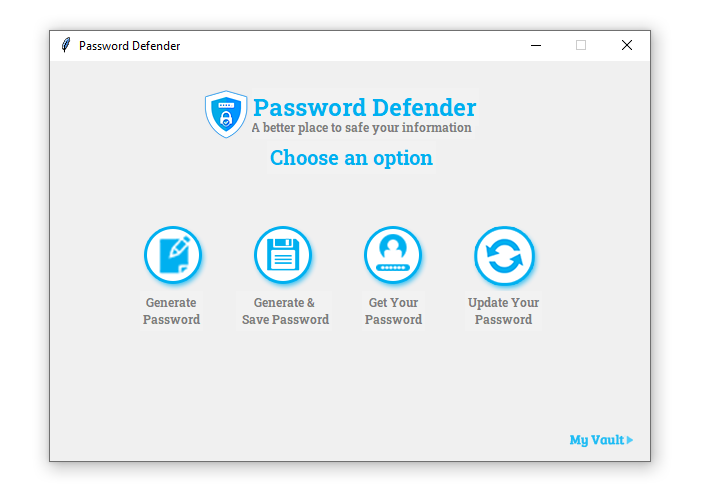 Password Defender
Password Defender
A better place to safe your information
Choose an option
Generate
Password
Generate &
Save Password
Get Your
Password
Update Your
Password
My Vault